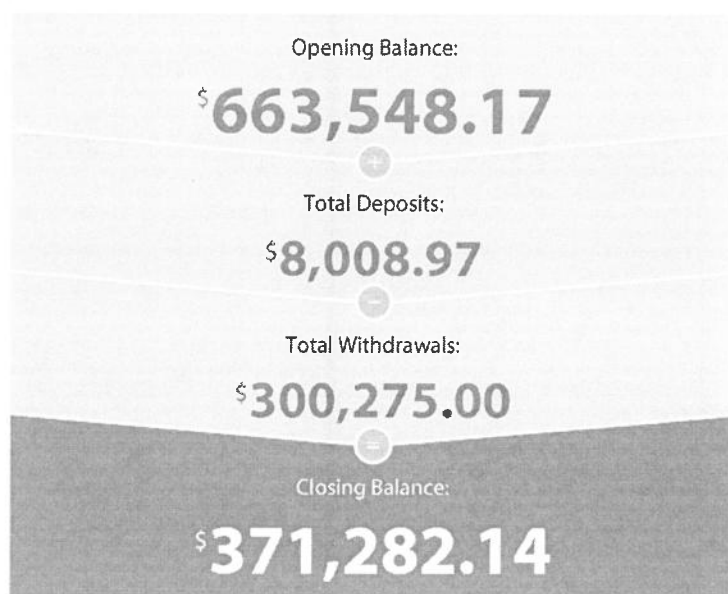 Opening Balance:
$663,548.17
+
Total Deposits:
$8,008.97
−
Total Withdrawals:
$300,275.00
=
Closing Balance:
$371,282.14